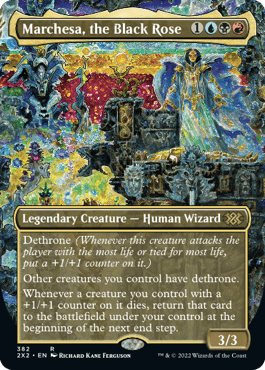 Marchesa, the Black Rose 1
Legendary Creature — Human Wizard
Dethrone (Whenever this creature attacks
the player with the most life or tied for most life,
put a +1/+1 counter on it.)
Other creatures you control have dethrone.
Whenever a creature you control with a
+1/+1 counter on it dies, return that card
to the battlefield under your control at the
beginning of the next end step.
3/3
382 R
2X2 • EN Richard Kane Ferguson ™ & © 2022 Wizards of the Coast